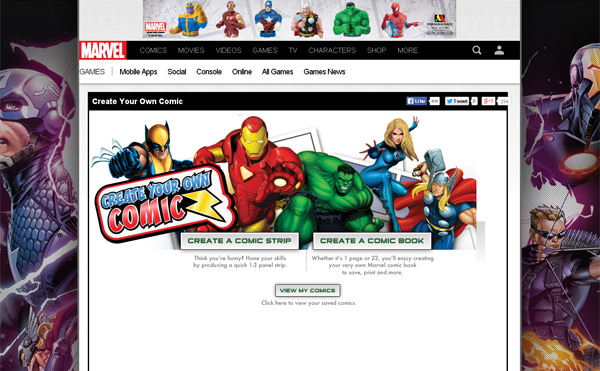 MARVEL
MARVEL COMICS MOVIES VIDEOS GAMES TV CHARACTERS SHOP MORE
GAMES Mobile Apps Social Console Online All Games Games News
Create Your Own Comic
Like Tweet 0
CREATE YOUR OWN
COMIC
CREATE A COMIC STRIP CREATE A COMIC BOOK
Think you're funny? Hone your skills
by producing a quick 1-3 panel strip.
Whether it's 1 page or 22, you'll enjoy creating
your very own Marvel comic book
to save, print and more.
VIEW MY COMICS
Click here to view your saved comics